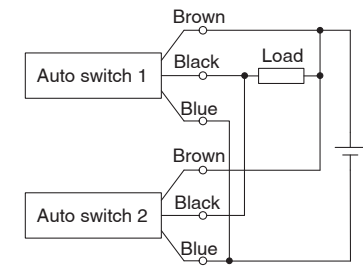 Brown
Auto switch 1
Black
Load
Blue
Brown
Auto switch 2
Black
Blue